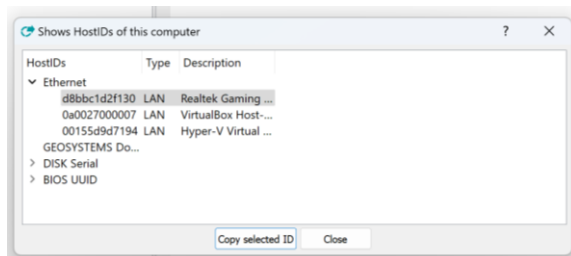 Shows HostIDs of this computer ? X
HostIDs Type Description
Ethernet
d8bbc1d2f130 LAN Realtek Gaming ...
0a0027000007 LAN VirtualBox Host-...
00155d9d7194 LAN Hyper-V Virtual ...
GEOSYSTEMS Do...
DISK Serial
BIOS UUID
Copy selected ID Close